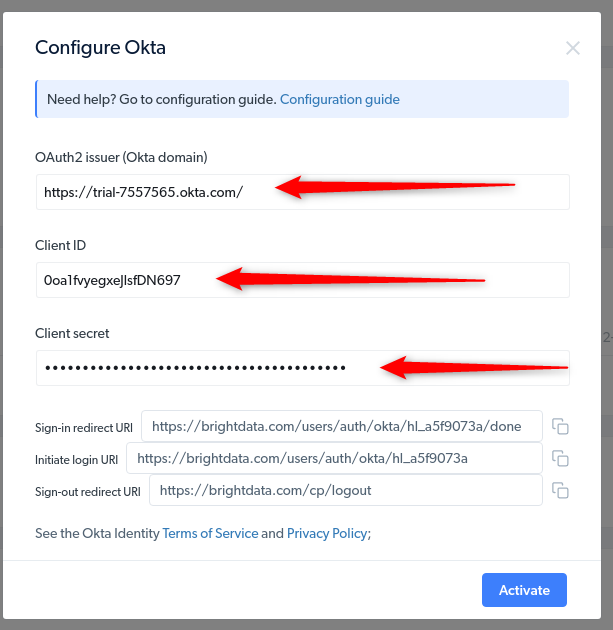 Configure Okta
Need help? Go to configuration guide. Configuration guide
OAuth2 issuer (Okta domain)
https://trial-7557565.okta.com/
Client ID
0oa1fvyegxeJlsfDN697
Client secret
••••••••••••••••••••••••••••••••••••••••
Sign-in redirect URI https://brightdata.com/users/auth/okta/hl_a5f9073a/done
Initiate login URI https://brightdata.com/users/auth/okta/hl_a5f9073a
Sign-out redirect URI https://brightdata.com/cp/logout
See the Okta Identity Terms of Service and Privacy Policy;
Activate
2-